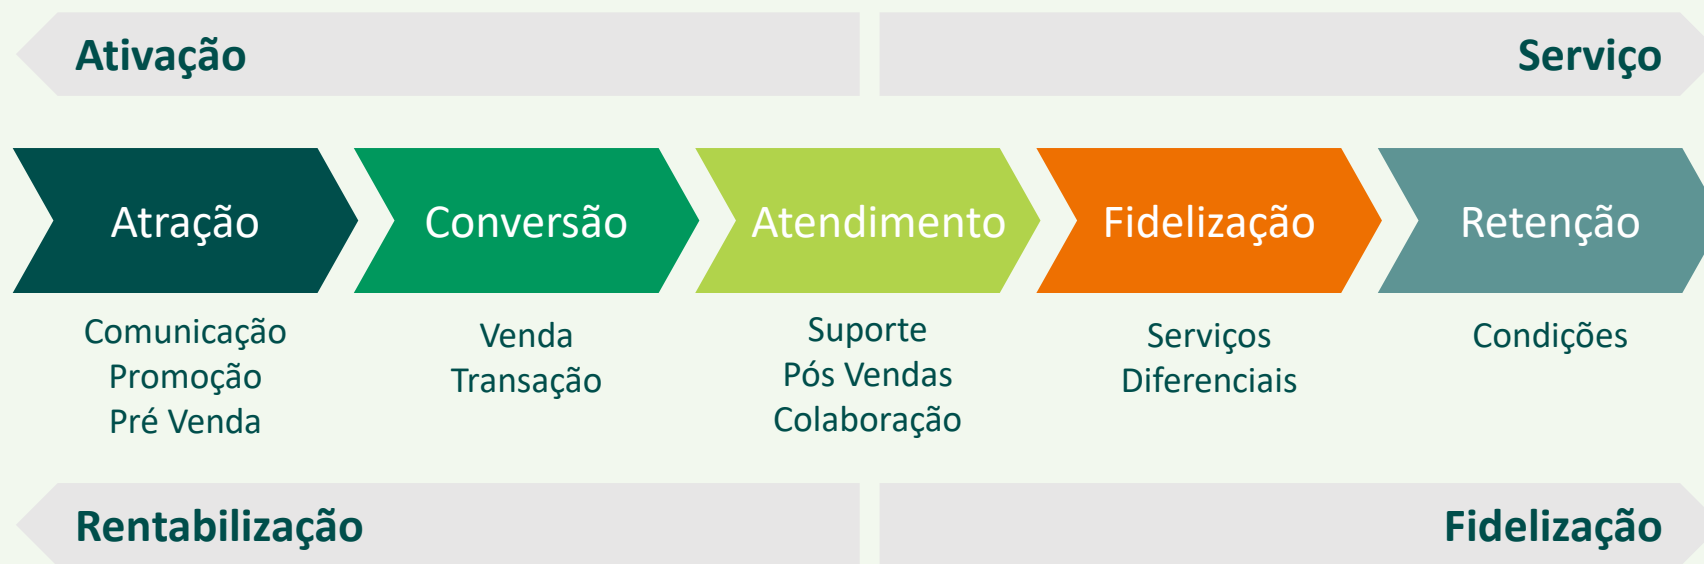 Ativação
Serviço
Atração
Conversão
Atendimento
Fidelização
Retenção
Comunicação
Promoção
Pré Venda
Venda
Transação
Suporte
Pós Vendas
Colaboração
Serviços
Diferenciais
Condições
Rentabilização
Fidelização